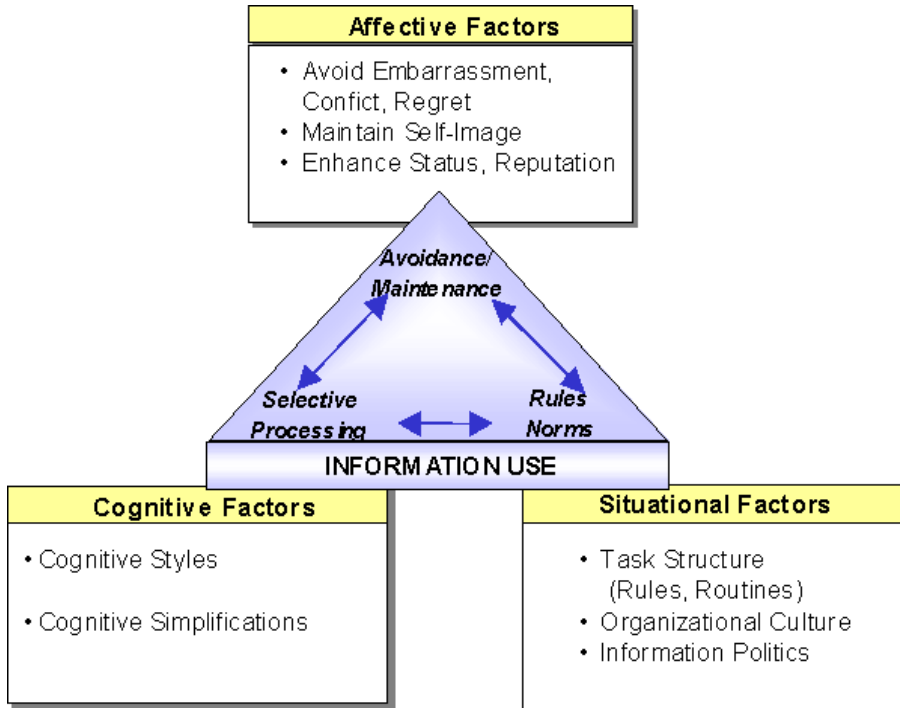 Affective Factors
• Avoid Embarrassment,
Confict, Regret
• Maintain Self-Image
• Enhance Status, Reputation
Avoidance/
Maintenance
Selective
Processing
Rules
Norms
INFORMATION USE
Cognitive Factors
• Cognitive Styles
• Cognitive Simplifications
Situational Factors
• Task Structure
(Rules, Routines)
• Organizational Culture
• Information Politics